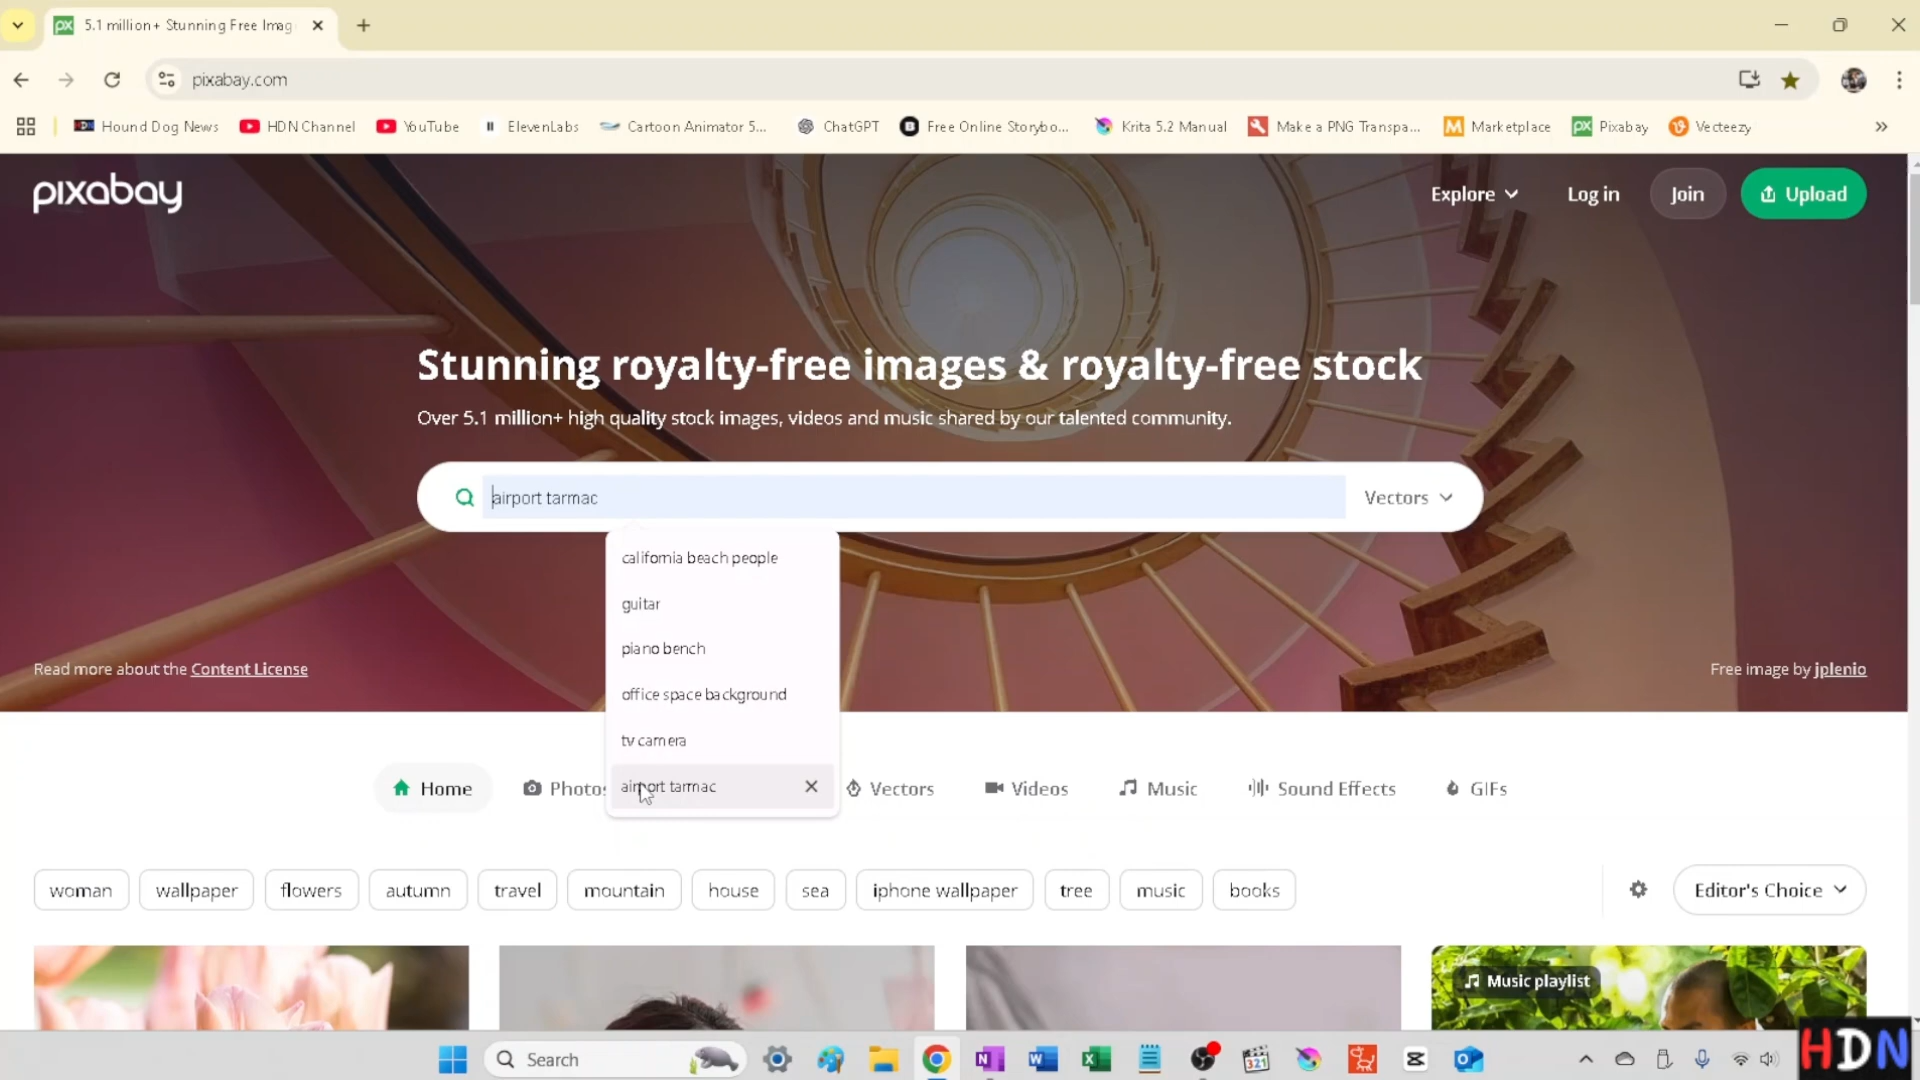 5.1 million+ Stunning Free Imag
pixabay.com
Hound Dog News
HDN Channel
YouTube
ElevenLabs
Cartoon Animator 5...
ChatGPT
Free Online Storybo...
Krita 5.2 Manual
Make a PNG Transpa...
Marketplace
Pixabay
Vecteezy
pixabay
Explore
Log in
Join
Upload
Stunning royalty-free images & royalty-free stock
Over 5.1 million+ high quality stock images, videos and music shared by our talented community.
airport tarmac
Vectors
california beach people
guitar
piano bench
office space background
tv camera
airport tarmac
Read more about the Content License
Free image by jplenio
Home
Photos
Vectors
Videos
Music
Sound Effects
GIFs
woman
wallpaper
flowers
autumn
travel
mountain
house
sea
iphone wallpaper
tree
music
books
Editor's Choice
Music playlist
Search
HDN